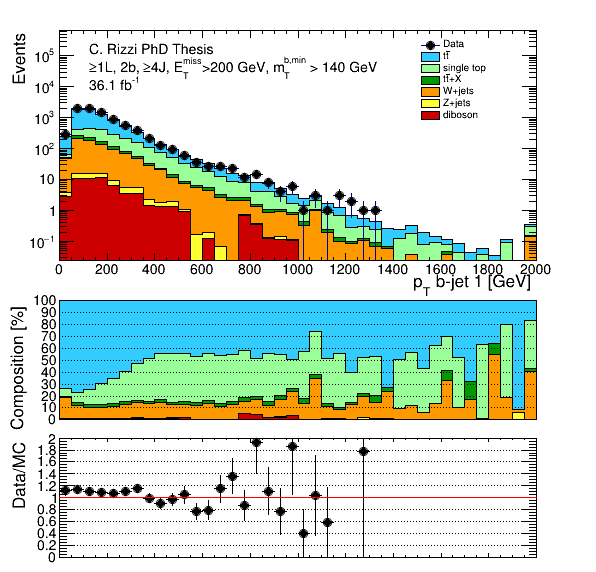 Events
10⁵
10⁴
10³
10²
10
1
10⁻¹
C. Rizzi PhD Thesis
≥1L, 2b, ≥4J, E_T^miss>200 GeV, m_T^b,min > 140 GeV
36.1 fb⁻¹
Data
tt̄
single top
tt̄+X
W+jets
Z+jets
diboson
0 200 400 600 800 1000 1200 1400 1600 1800 2000
p_T b-jet 1 [GeV]
Composition [%]
100
90
80
70
60
50
40
30
20
10
0
Data/MC
2
1.8
1.6
1.4
1.2
1
0.8
0.6
0.4
0.2
0